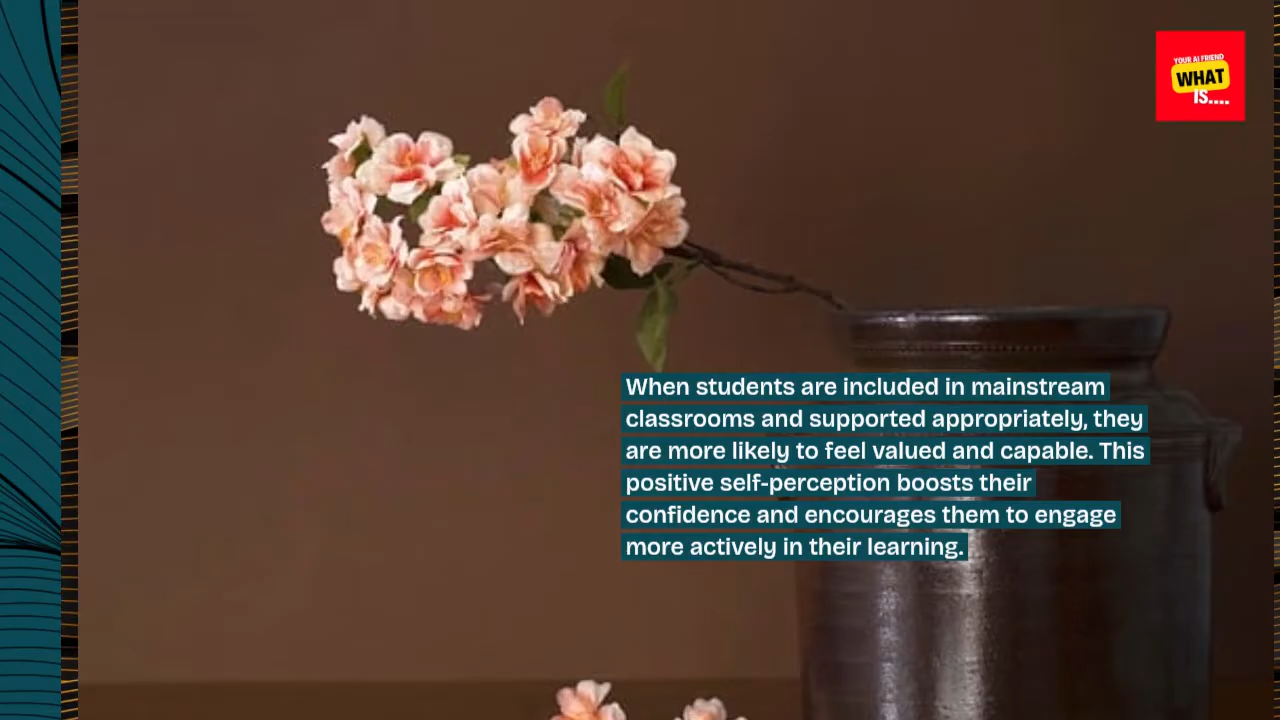 YOUR AI FRIEND
WHAT
IS....
When students are included in mainstream
classrooms and supported appropriately, they
are more likely to feel valued and capable. This
positive self-perception boosts their
confidence and encourages them to engage
more actively in their learning.